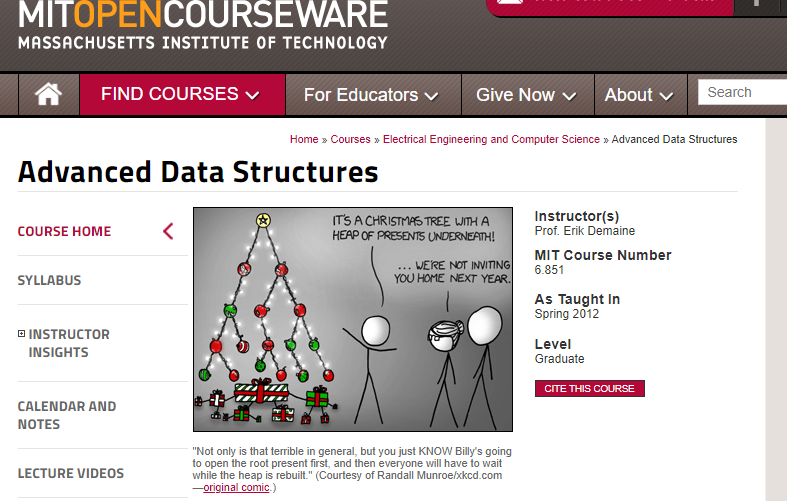 MITOPENCOURSEWARE
MASSACHUSETTS INSTITUTE OF TECHNOLOGY
FIND COURSES
For Educators
Give Now
About
Search
Home » Courses » Electrical Engineering and Computer Science » Advanced Data Structures
Advanced Data Structures
COURSE HOME
SYLLABUS
INSTRUCTOR
INSIGHTS
CALENDAR AND
NOTES
LECTURE VIDEOS
IT'S A CHRISTMAS TREE WITH A
HEAP OF PRESENTS UNDERNEATH!
... WE'RE NOT INVITING
YOU HOME NEXT YEAR.
"Not only is that terrible in general, but you just KNOW Billy's going
to open the root present first, and then everyone will have to wait
while the heap is rebuilt." (Courtesy of Randall Munroe/xkcd.com
—original comic.)
Instructor(s)
Prof. Erik Demaine
MIT Course Number
6.851
As Taught In
Spring 2012
Level
Graduate
CITE THIS COURSE